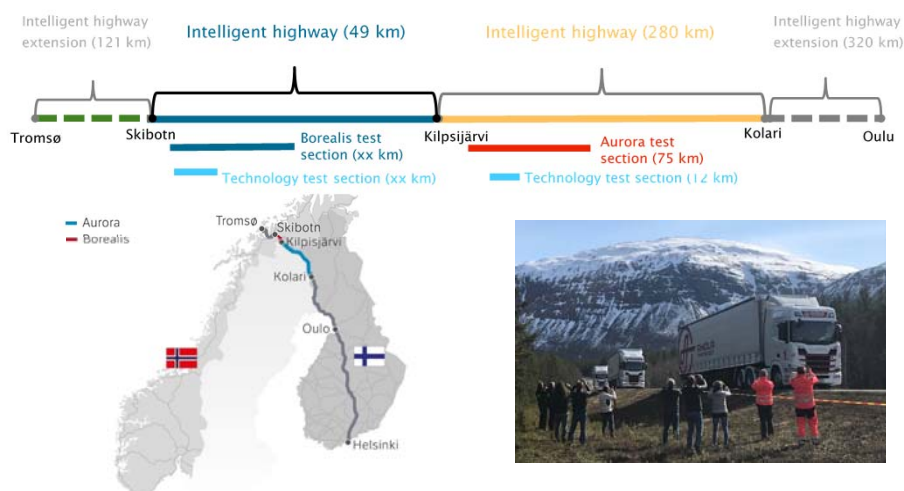 Intelligent highway
extension (121 km)
Intelligent highway (49 km)
Intelligent highway (280 km)
Intelligent highway
extension (320 km)
Tromsø
Skibotn
Kilpsijärvi
Kolari
Oulu
Borealis test
section (xx km)
Aurora test
section (75 km)
Technology test section (xx km)
Technology test section (12 km)
Aurora
Borealis
Tromsø
Skibotn
Kilpisjärvi
Kolari
Oulo
Helsinki